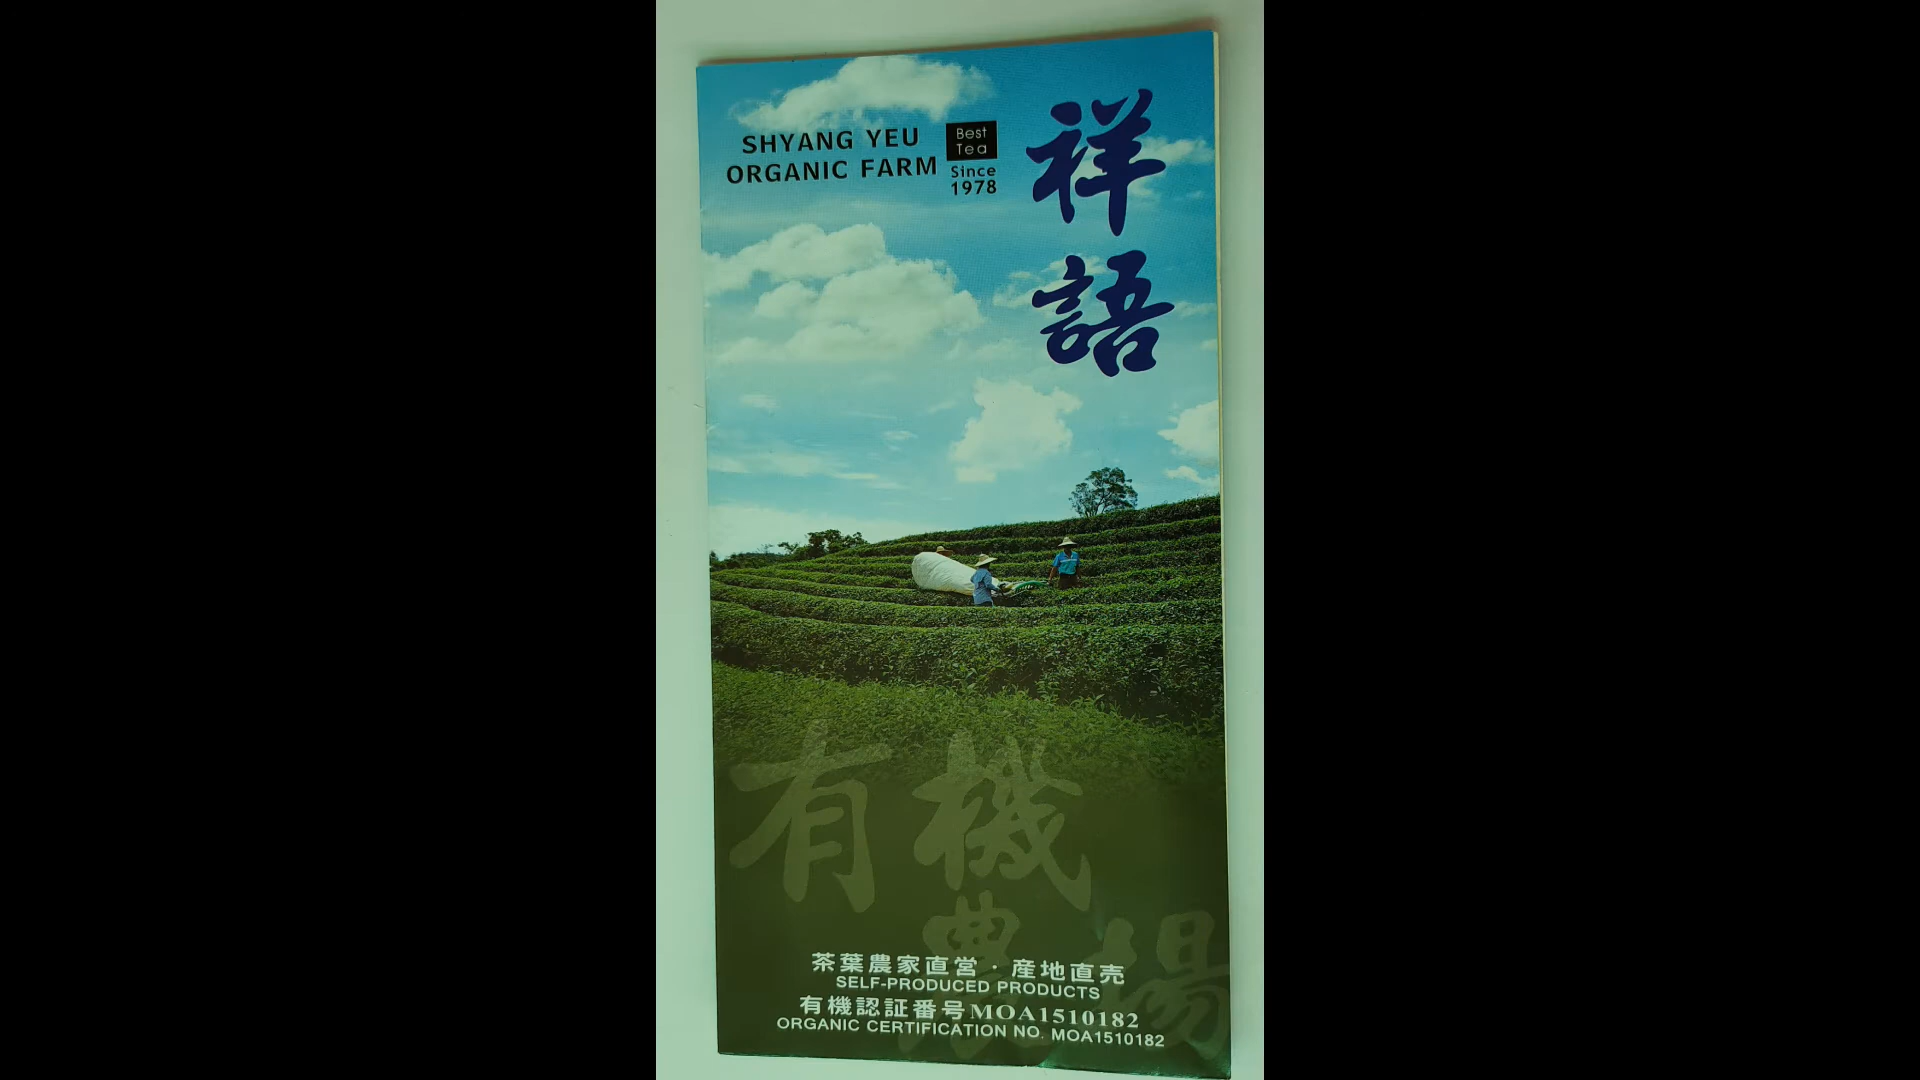 SHYANG YEU
ORGANIC FARM
Best
Tea
Since
1978
祥語
有機
農場
茶葉農家直営・産地直売
SELF-PRODUCED PRODUCTS
有機認証番号MOA1510182
ORGANIC CERTIFICATION NO. MOA1510182